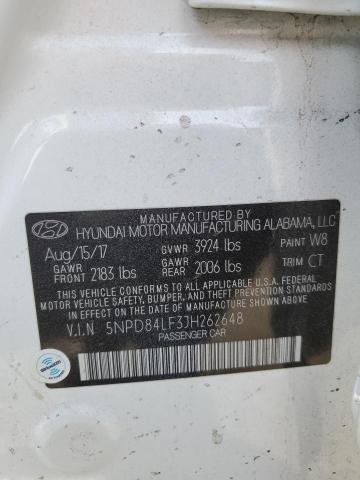 MANUFACTURED BY
HYUNDAI MOTOR MANUFACTURING ALABAMA, LLC
Aug/15/17 GVWR 3924 lbs PAINT W8
GAWR FRONT 2183 lbs GAWR REAR 2006 lbs TRIM CT
THIS VEHICLE CONFORMS TO ALL APPLICABLE
FEDERAL MOTOR VEHICLE SAFETY, BUMPER AND THEFT
PREVENTION STANDARDS IN EFFECT ON THE DATE OF MANUFACTURE SHOWN ABOVE.
V.I.N 5NPD84LF3JH262648
PASSENGER CAR